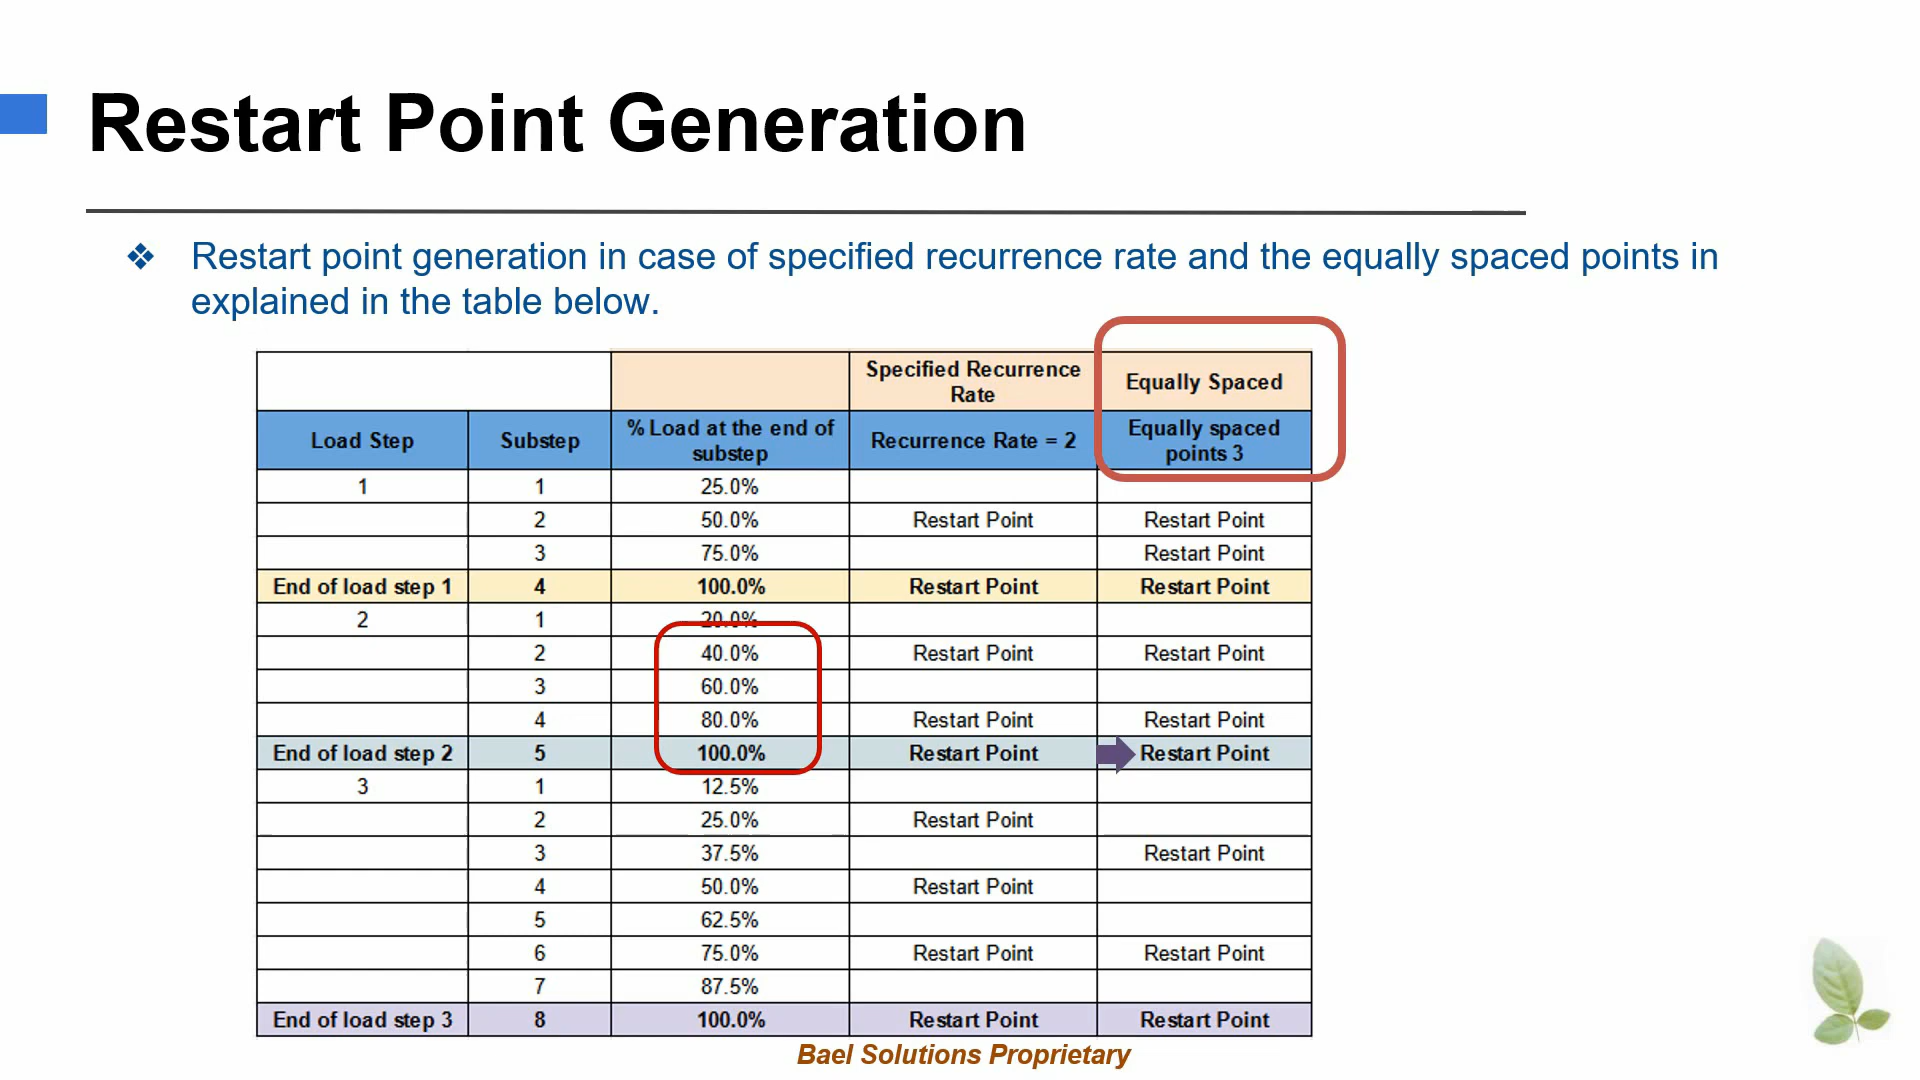 Restart Point Generation
❖ Restart point generation in case of specified recurrence rate and the equally spaced points in
explained in the table below.
Specified Recurrence Rate Equally Spaced
Load Step Substep % Load at the end of substep Recurrence Rate = 2 Equally spaced points 3
1 1 25.0%
2 50.0% Restart Point Restart Point
3 75.0% Restart Point
End of load step 1 4 100.0% Restart Point Restart Point
2 1 20.0%
2 40.0% Restart Point Restart Point
3 60.0%
4 80.0% Restart Point Restart Point
End of load step 2 5 100.0% Restart Point Restart Point
3 1 12.5%
2 25.0% Restart Point
3 37.5% Restart Point
4 50.0% Restart Point
5 62.5%
6 75.0% Restart Point Restart Point
7 87.5%
End of load step 3 8 100.0% Restart Point Restart Point
Bael Solutions Proprietary